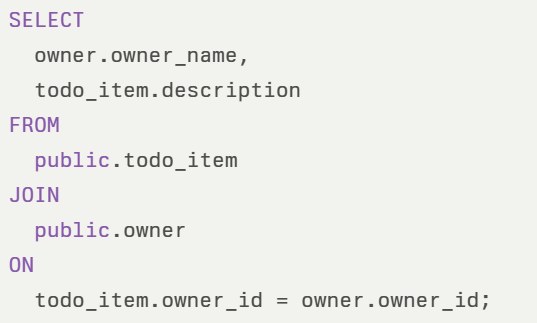 SELECT
  owner.owner_name,
  todo_item.description
FROM
  public.todo_item
JOIN
  public.owner
ON
  todo_item.owner_id = owner.owner_id;